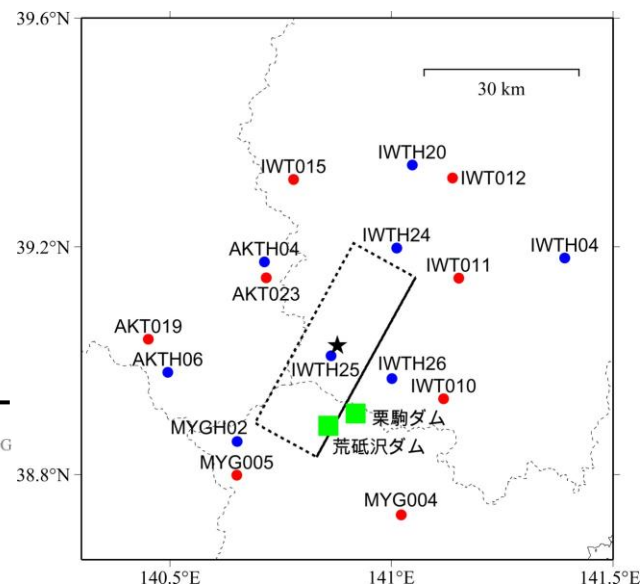 39.6°N
30 km
IWTH20
IWT015
IWT012
IWTH24
AKTH04
IWTH04
39.2°N
IWT011
AKT023
AKT019
AKTH06
IWTH25
IWTH26
IWT010
栗駒ダム
MYGH02
荒砥沢ダム
G
MYG005
38.8°N
MYG004
140.5°E
141°E
141.5°E